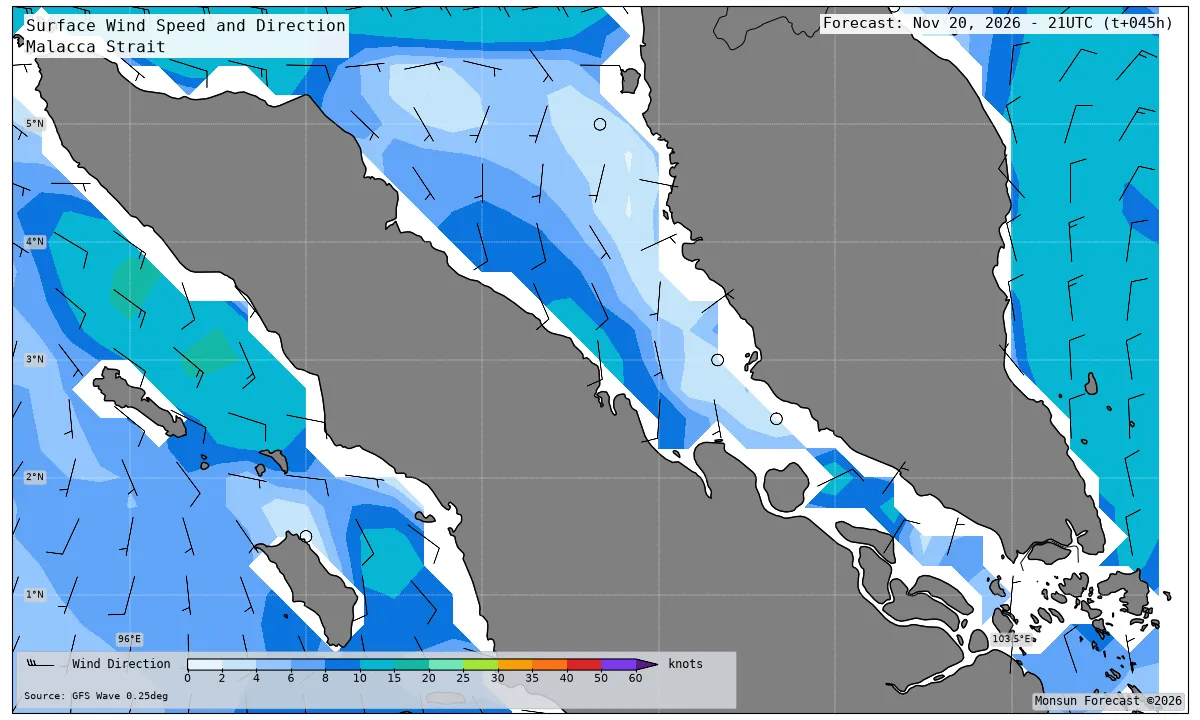 Surface Wind Speed and Direction
Malacca Strait
Forecast: Nov 20, 2026 - 21UTC (t+045h)
5°N
4°N
3°N
2°N
1°N
96°E
103.5°E
Wind Direction
knots
0 2 4 6 8 10 15 20 25 30 35 40 50 60
Source: GFS Wave 0.25deg
Monsun Forecast ©2026